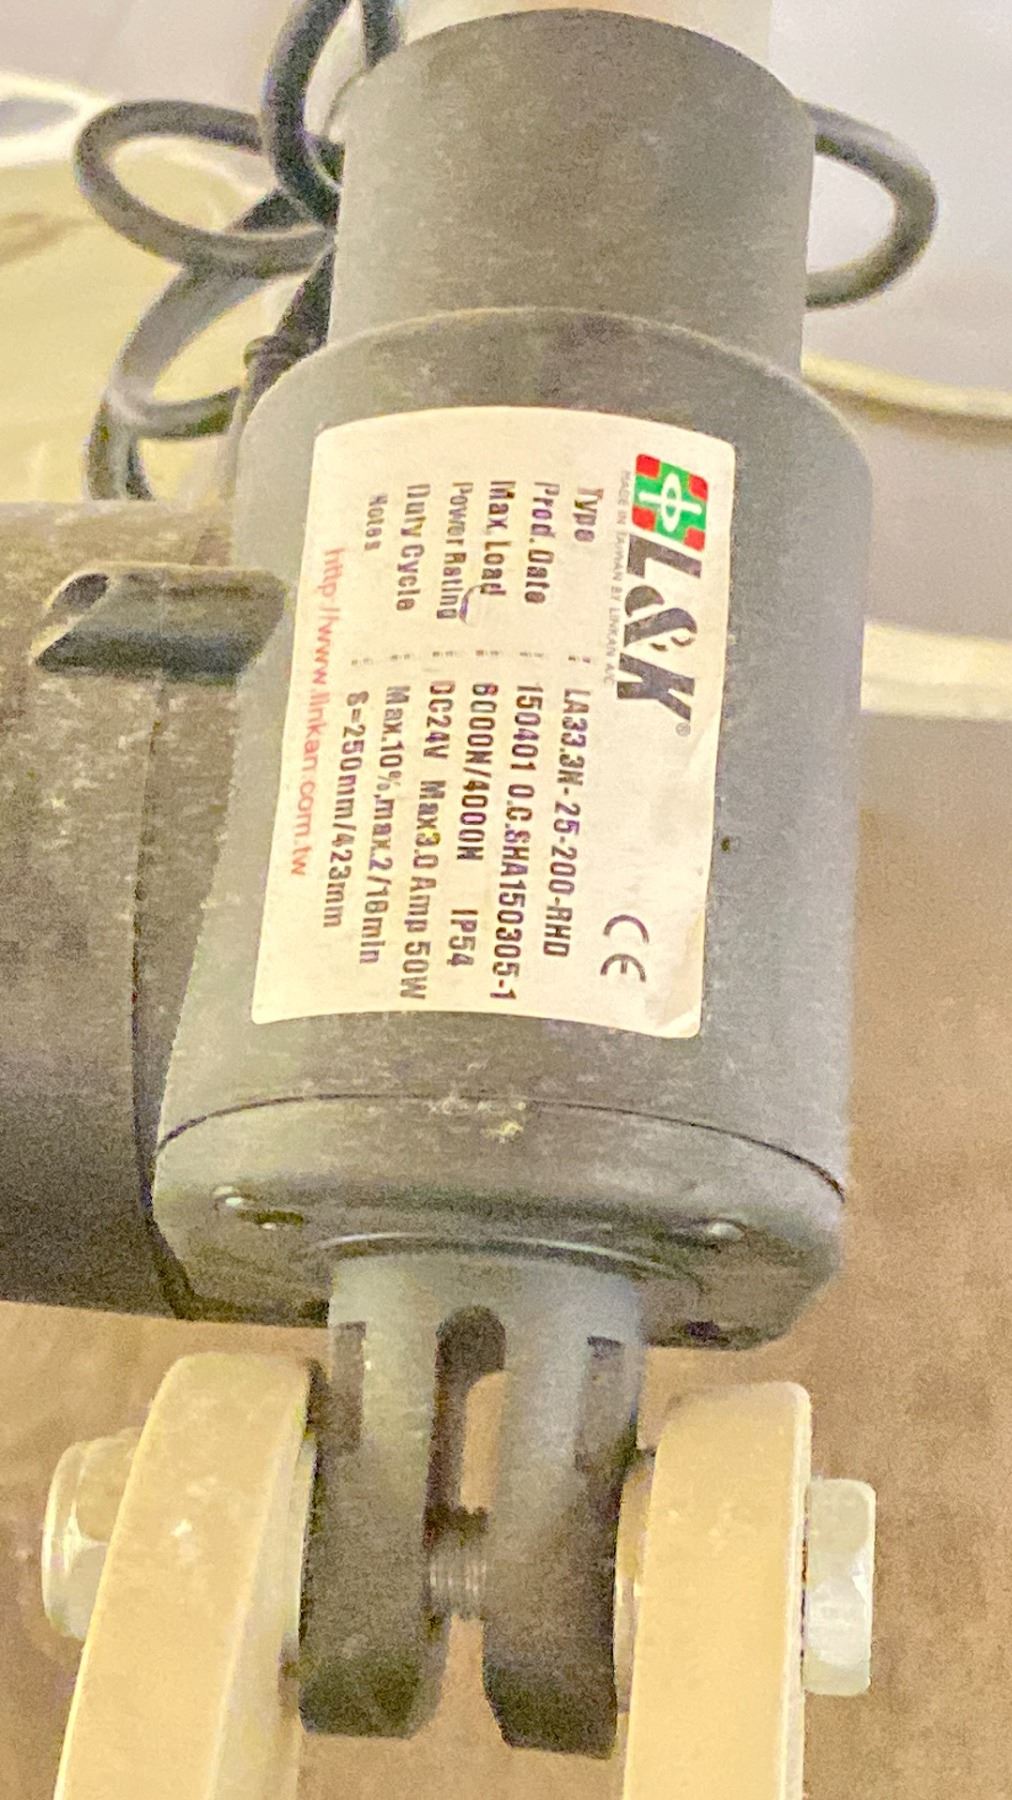 L&K®
MADE IN TAIWAN BY LINKAN A/C
CE
Type : LA33.3N-25-200-RHD
Prod. Date : 150401 O.C.SHA150305-1
Max. Load : 6000N/4000N IP54
Power Rating : DC24V Max3.0 Amp 50W
Duty Cycle : Max.10%,max.2/18min
Notes : S=250mm/423mm
http://www.linkan.com.tw